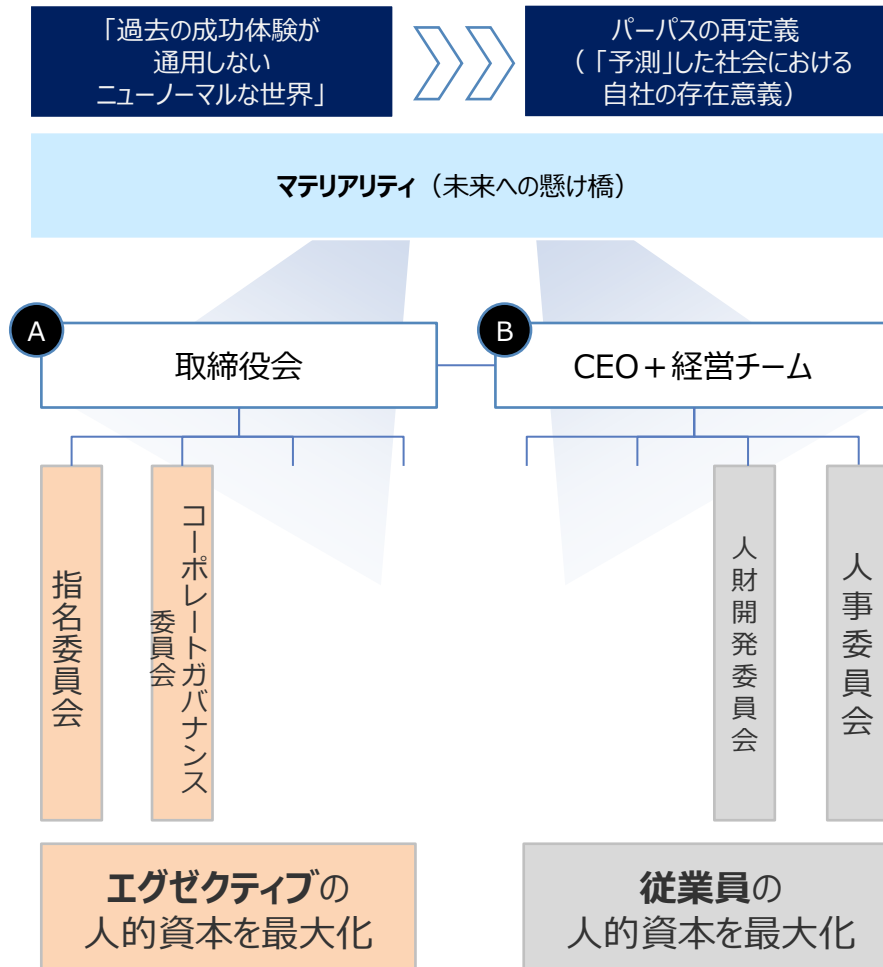 「過去の成功体験が
通用しない
ニューノーマルな世界」
パーパスの再定義
（「予測」した社会における
自社の存在意義）
マテリアリティ（未来への懸け橋）
A
取締役会
B
CEO＋経営チーム
指名委員会
コーポレートガバナンス
委員会
人財開発委員会
人事委員会
エグゼクティブの
人的資本を最大化
従業員の
人的資本を最大化